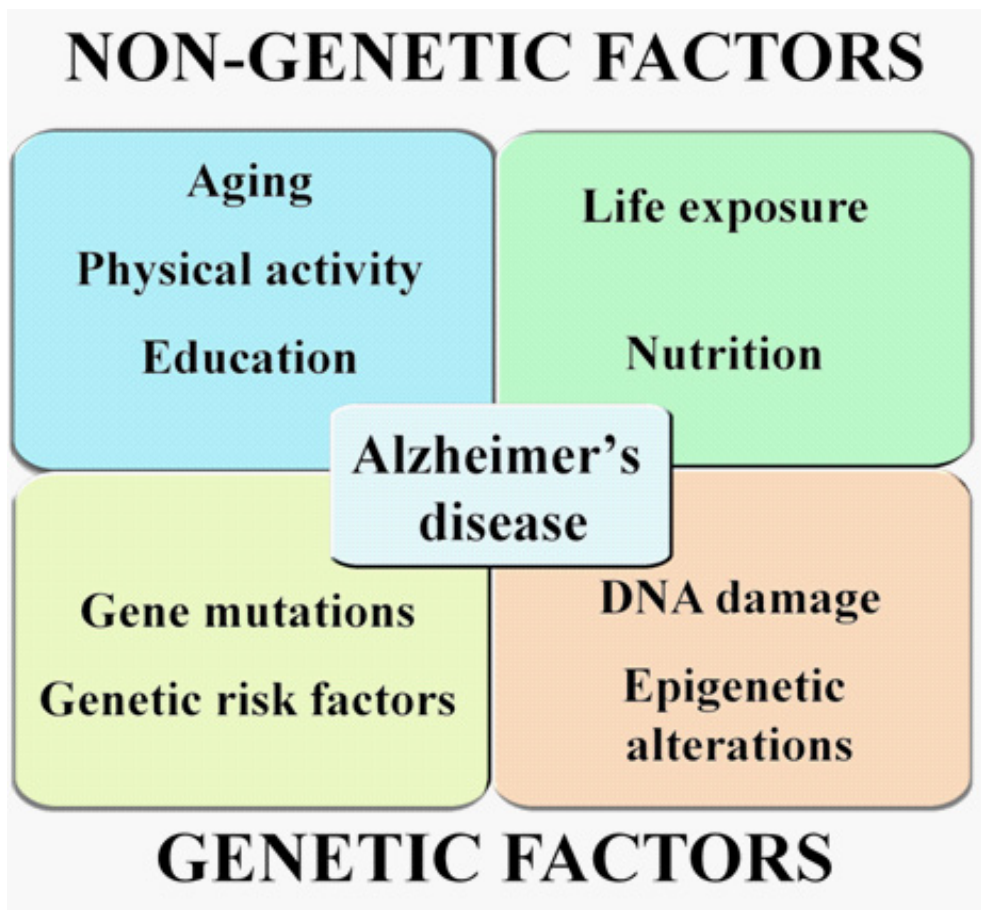 NON-GENETIC FACTORS
Aging
Physical activity
Education
Life exposure
Nutrition
Alzheimer’s
disease
Gene mutations
Genetic risk factors
DNA damage
Epigenetic
alterations
GENETIC FACTORS